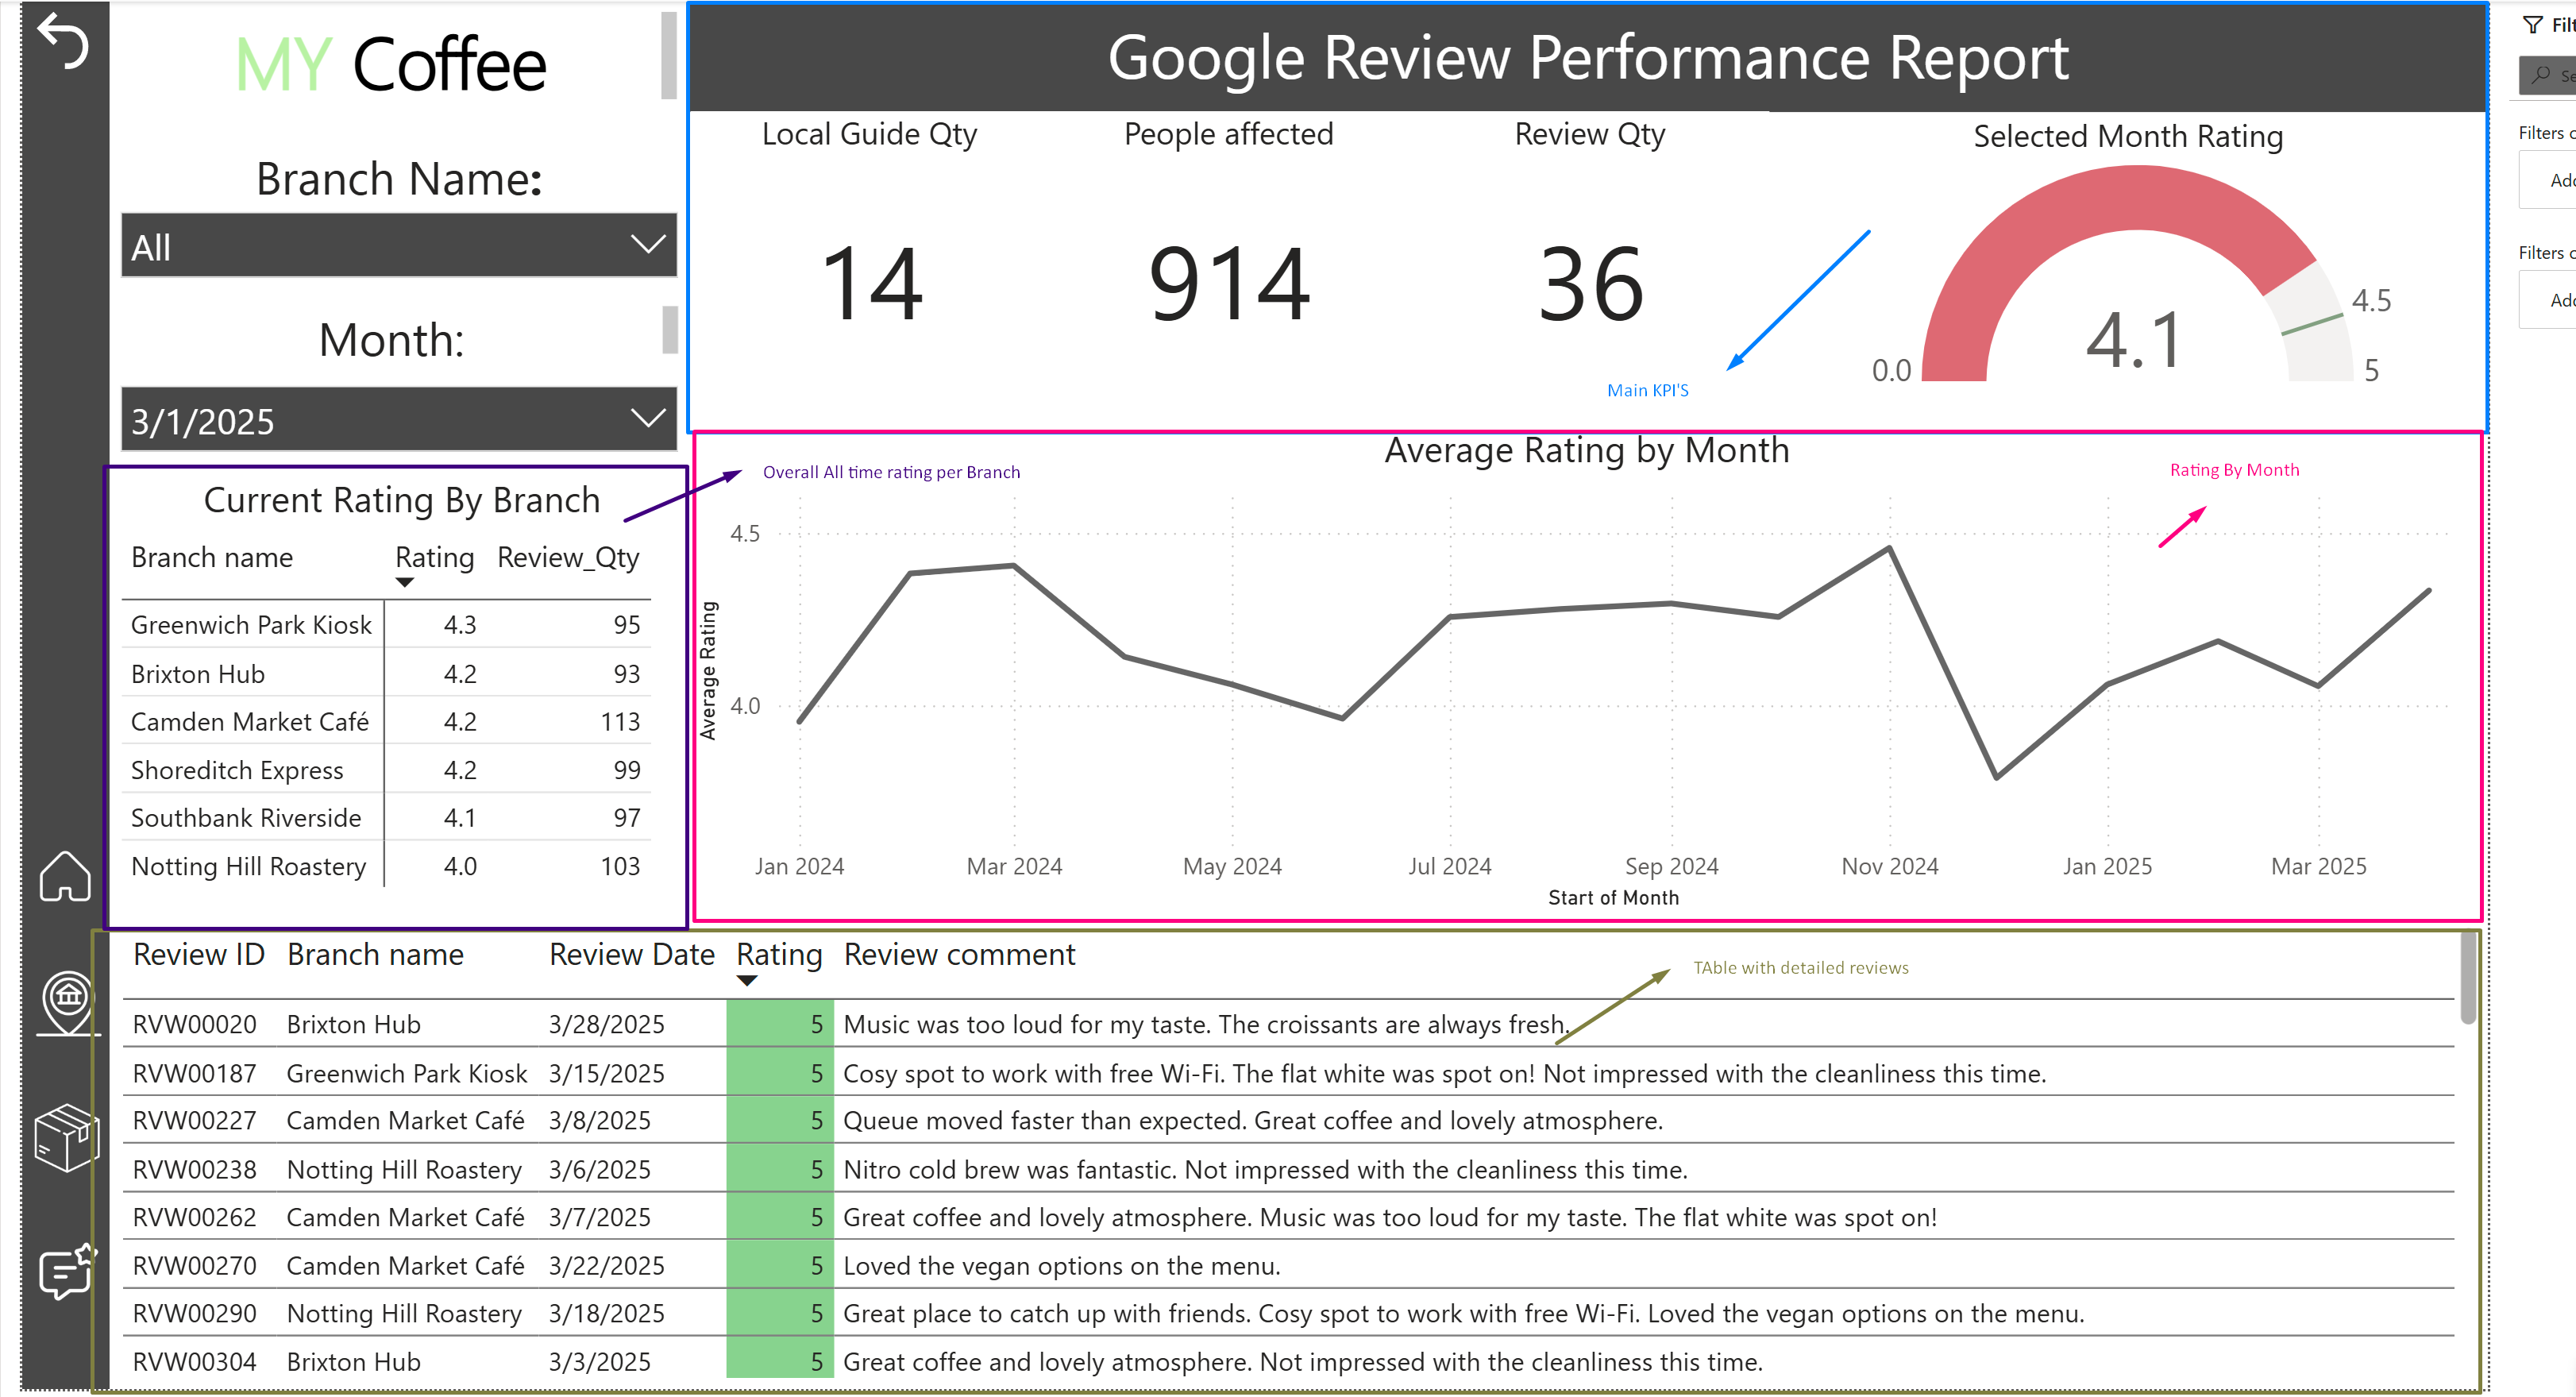 MY Coffee
Google Review Performance Report
Branch Name:
All
Month:
3/1/2025
Local Guide Qty
14
People affected
914
Review Qty
36
Selected Month Rating
4.5
4.1
0.0
5
Main KPI'S
Current Rating By Branch
Overall All time rating per Branch
Branch name Rating Review_Qty
Greenwich Park Kiosk 4.3 95
Brixton Hub 4.2 93
Camden Market Café 4.2 113
Shoreditch Express 4.2 99
Southbank Riverside 4.1 97
Notting Hill Roastery 4.0 103
Average Rating by Month
Rating By Month
4.5
4.0
Average Rating
Jan 2024 Mar 2024 May 2024 Jul 2024 Sep 2024 Nov 2024 Jan 2025 Mar 2025
Start of Month
Review ID Branch name Review Date Rating Review comment
TAble with detailed reviews
RVW00020 Brixton Hub 3/28/2025 5 Music was too loud for my taste. The croissants are always fresh.
RVW00187 Greenwich Park Kiosk 3/15/2025 5 Cosy spot to work with free Wi-Fi. The flat white was spot on! Not impressed with the cleanliness this time.
RVW00227 Camden Market Café 3/8/2025 5 Queue moved faster than expected. Great coffee and lovely atmosphere.
RVW00238 Notting Hill Roastery 3/6/2025 5 Nitro cold brew was fantastic. Not impressed with the cleanliness this time.
RVW00262 Camden Market Café 3/7/2025 5 Great coffee and lovely atmosphere. Music was too loud for my taste. The flat white was spot on!
RVW00270 Camden Market Café 3/22/2025 5 Loved the vegan options on the menu.
RVW00290 Notting Hill Roastery 3/18/2025 5 Great place to catch up with friends. Cosy spot to work with free Wi-Fi. Loved the vegan options on the menu.
RVW00304 Brixton Hub 3/3/2025 5 Great coffee and lovely atmosphere. Not impressed with the cleanliness this time.
Filters
Filters